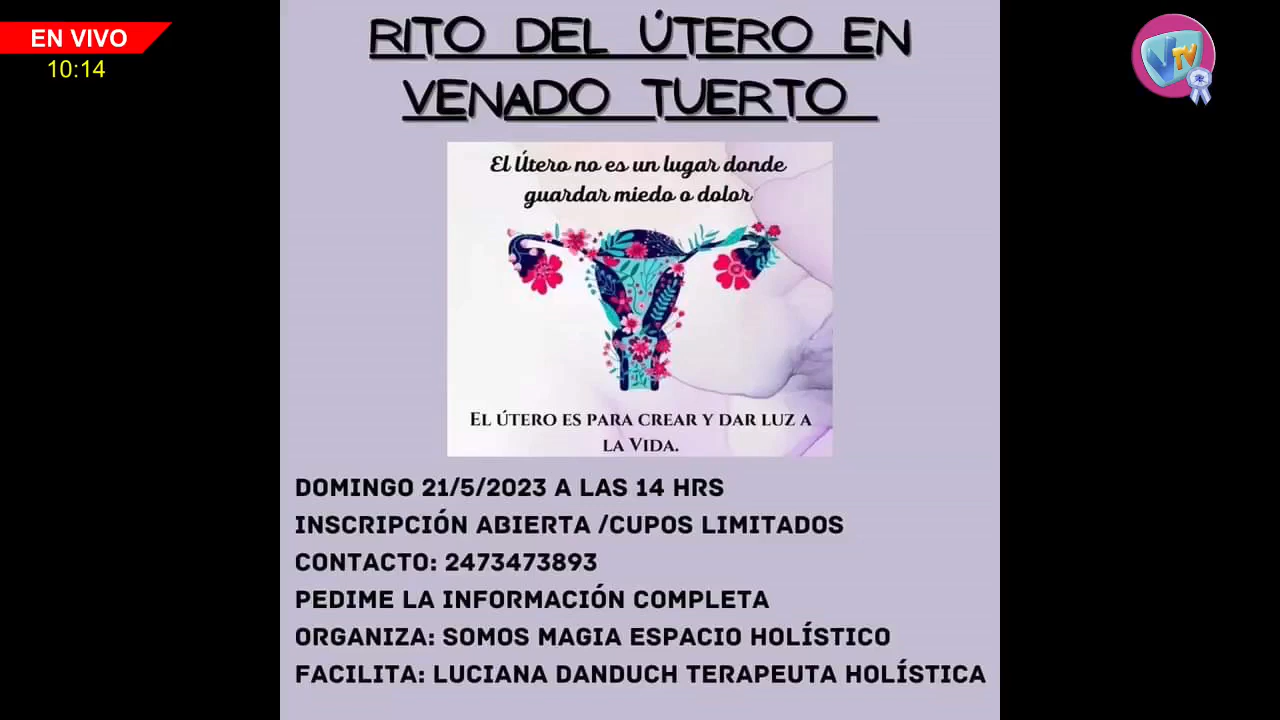 EN VIVO
10:14
VTV
RITO DEL ÚTERO EN
VENADO TUERTO
El Útero no es un lugar donde
guardar miedo o dolor
El útero es para crear y dar luz a
la Vida.
DOMINGO 21/5/2023 A LAS 14 HRS
INSCRIPCIÓN ABIERTA /CUPOS LIMITADOS
CONTACTO: 2473473893
PEDIME LA INFORMACIÓN COMPLETA
ORGANIZA: SOMOS MAGIA ESPACIO HOLÍSTICO
FACILITA: LUCIANA DANDUCH TERAPEUTA HOLÍSTICA